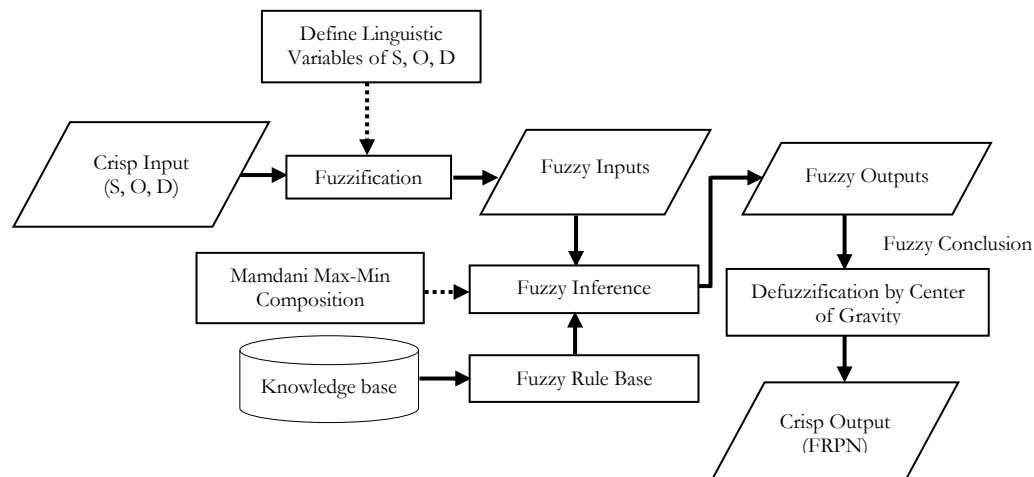 Define Linguistic
Variables of S, O, D
Crisp Input
(S, O, D)
Fuzzification
Fuzzy Inputs
Fuzzy Outputs
Fuzzy Conclusion
Mamdani Max-Min
Composition
Fuzzy Inference
Defuzzification by Center
of Gravity
Knowledge base
Fuzzy Rule Base
Crisp Output
(FRPN)